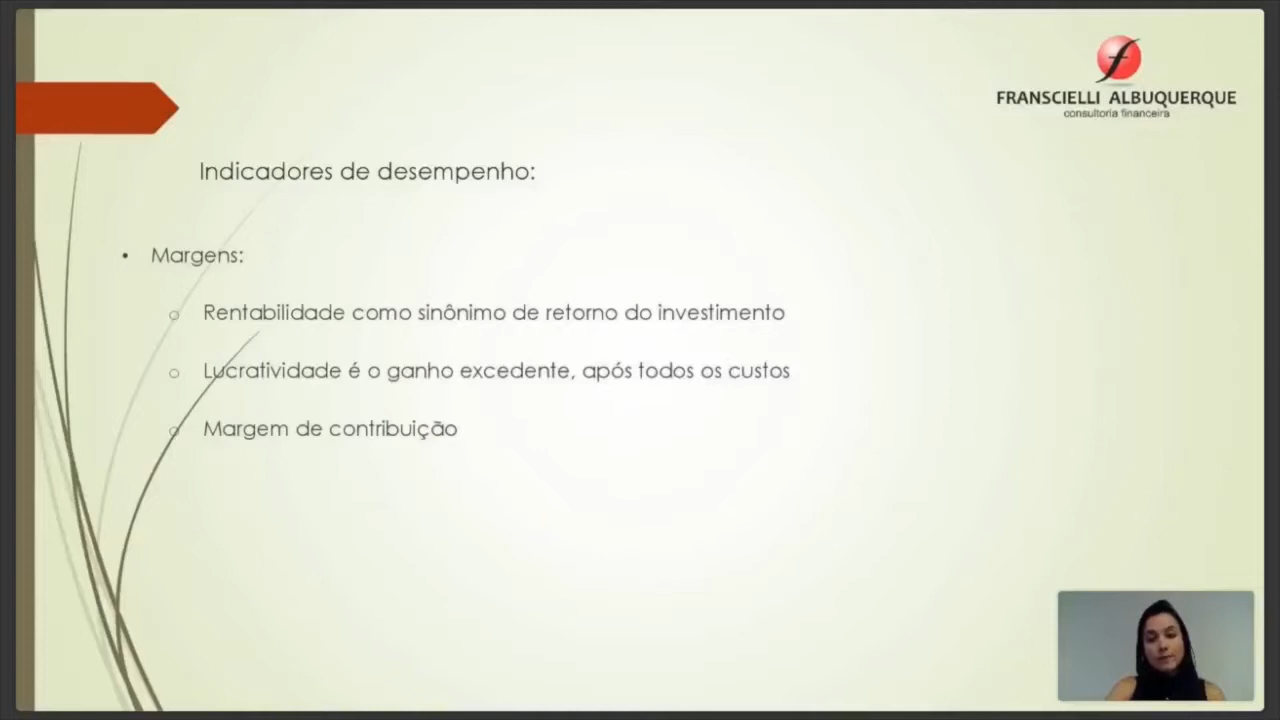 FRANSCIELLI ALBUQUERQUE
consultoria financeira
Indicadores de desempenho:
• Margens:
o Rentabilidade como sinônimo de retorno do investimento
o Lucratividade é o ganho excedente, após todos os custos
o Margem de contribuição